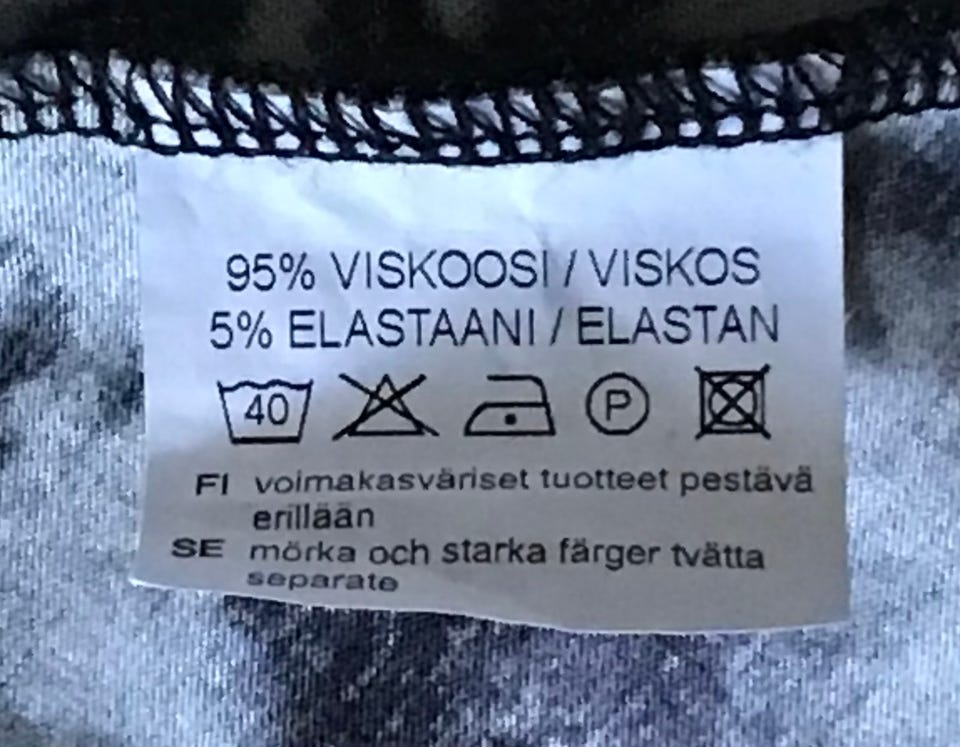 95% VISKOOSI / VISKOS
5% ELASTAANI / ELASTAN
40 P
FI voimakasväriset tuotteet pestävä
erillään
SE mörka och starka färger tvätta
separate